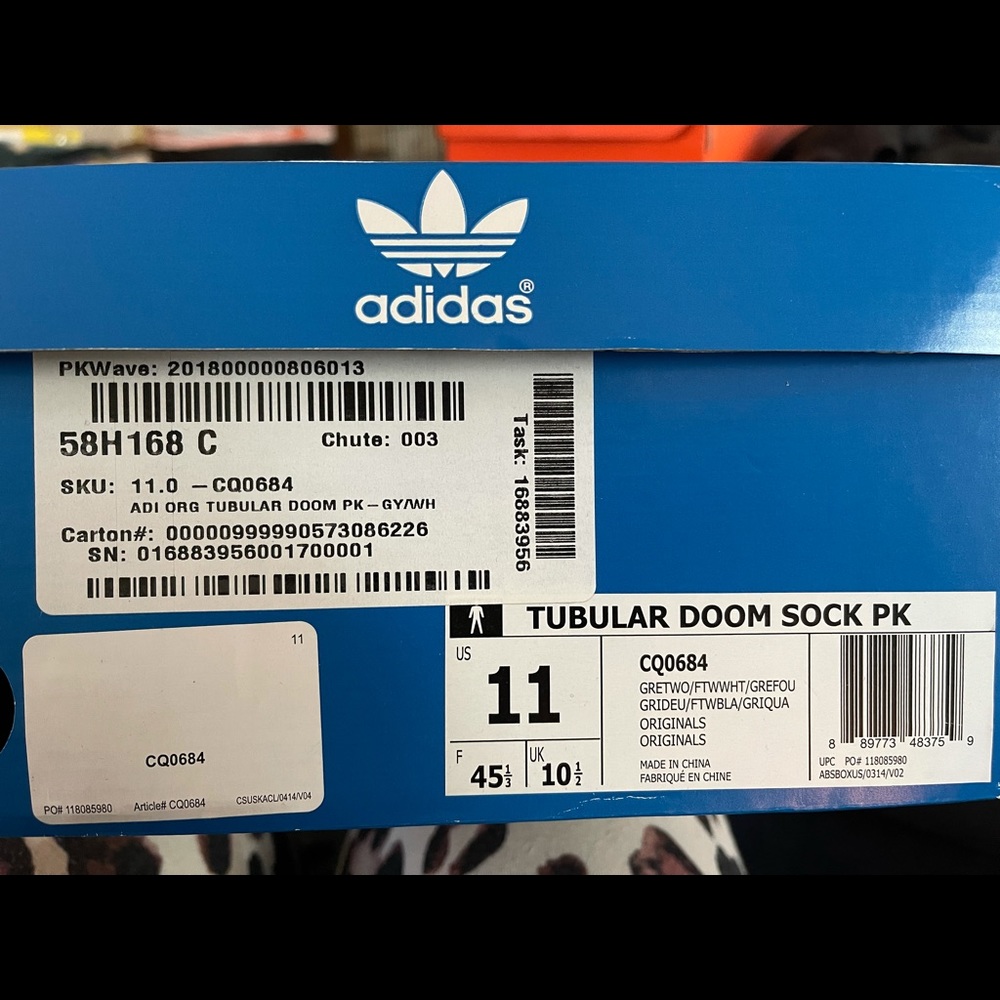 adidas®
PKWave: 201800000806013
58H168 C
Chute: 003
SKU: 11.0 –CQ0684
ADI ORG TUBULAR DOOM PK–GY/WH
Carton#: 00000999990573086226
SN: 016883956001700001
Task: 16883956
11
CQ0684
PO# 118085980 Article# CQ0684 CSUSKACL/0414/V04
TUBULAR DOOM SOCK PK
US
11
F
45⅓
UK
10½
CQ0684
GRETWO/FTWWHT/GREFOU
GRIDEU/FTWBLA/GRIQUA
ORIGINALS
ORIGINALS
MADE IN CHINA
FABRIQUÉ EN CHINE
8 89773 48375 9
UPC PO# 118085980
ABSBOXUS/0314/V02